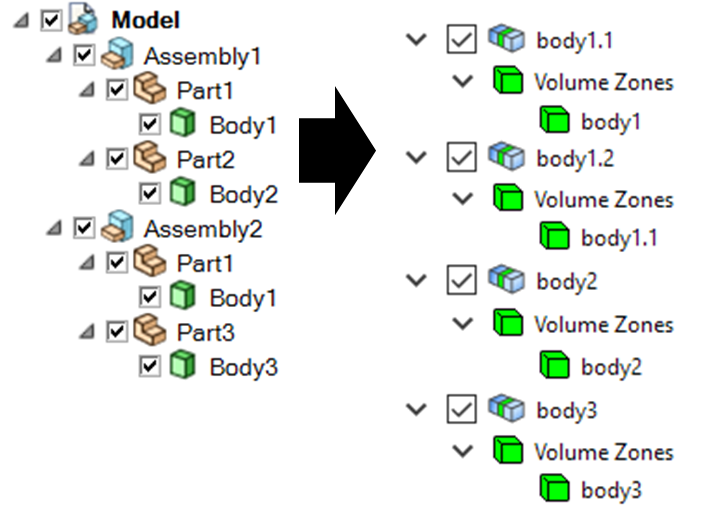 Model
Assembly1
Part1
Body1
Part2
Body2
Assembly2
Part1
Body1
Part3
Body3
body1.1
Volume Zones
body1
body1.2
Volume Zones
body1.1
body2
Volume Zones
body2
body3
Volume Zones
body3